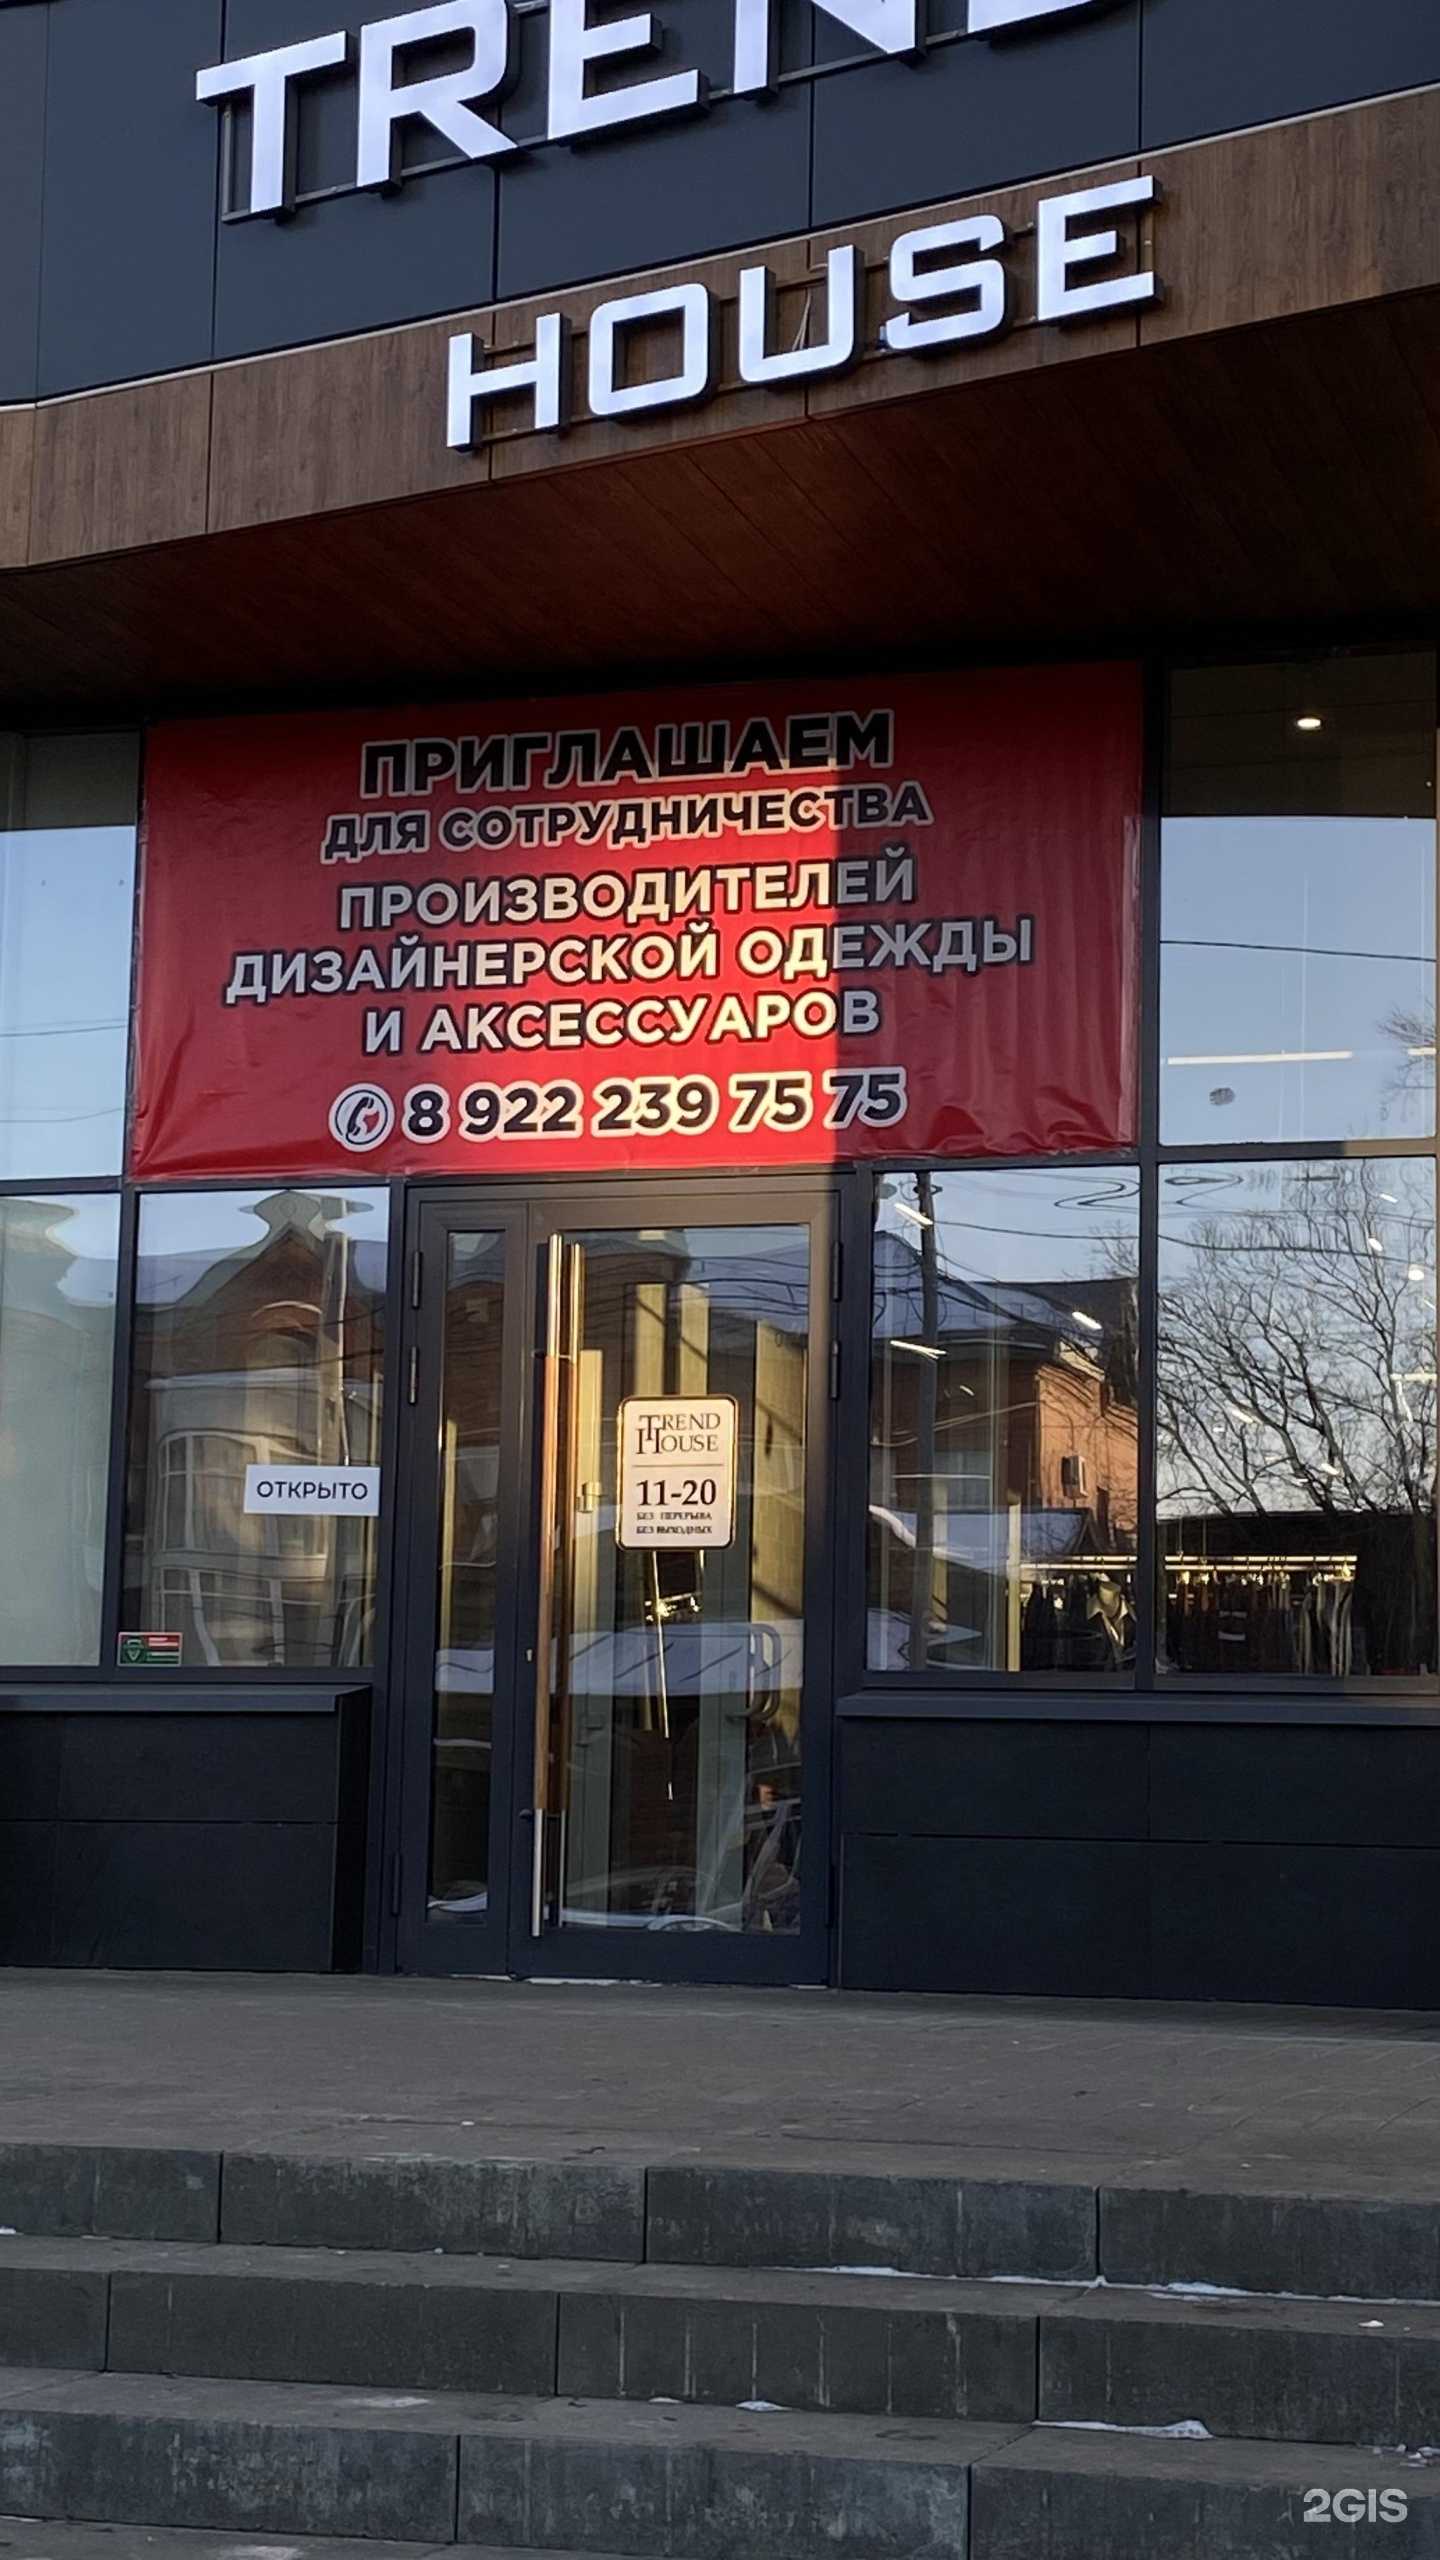 TREND
HOUSE
ПРИГЛАШАЕМ
ДЛЯ СОТРУДНИЧЕСТВА
ПРОИЗВОДИТЕЛЕЙ
ДИЗАЙНЕРСКОЙ ОДЕЖДЫ
И АКСЕССУАРОВ
8 922 239 75 75
TREND
HOUSE
11-20
БЕЗ ПЕРЕРЫВА
БЕЗ ВЫХОДНЫХ
ОТКРЫТО
2GIS